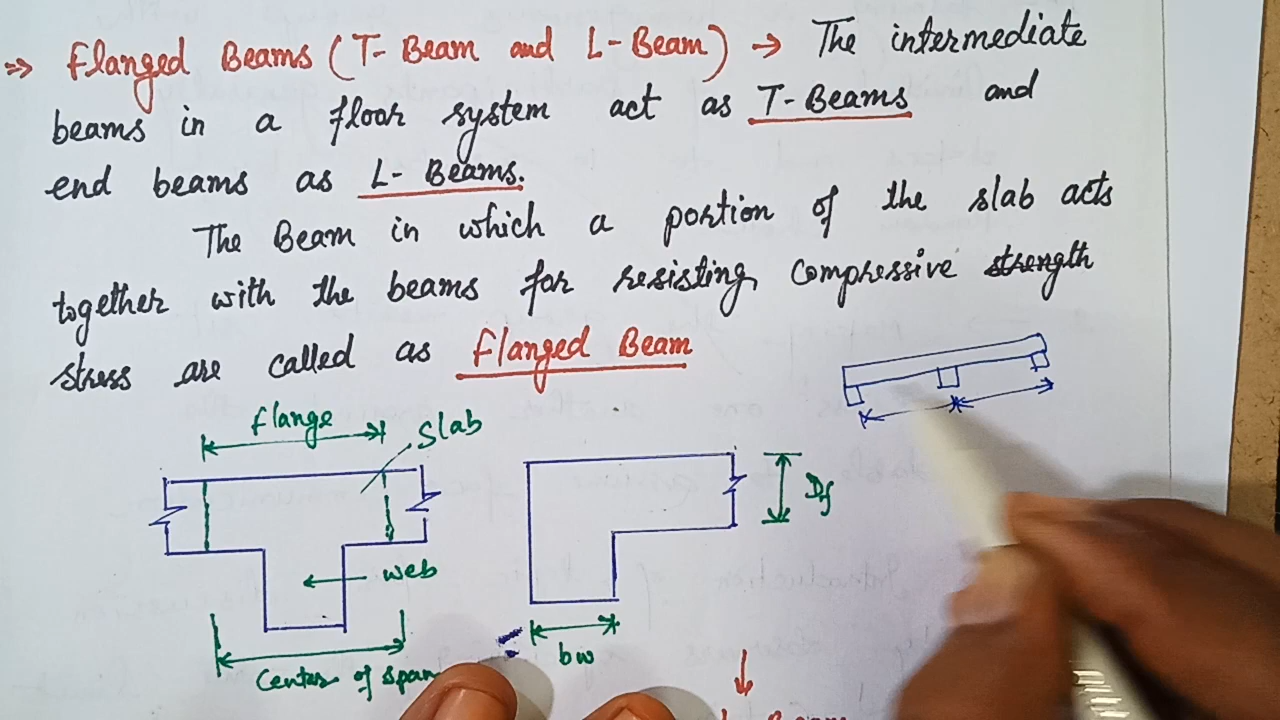 ⇒ Flanged Beams (T-Beam and L-Beam) → The intermediate
beams in a floor system act as T-Beams and
end beams as L-Beams.
The Beam in which a portion of the slab acts
together with the beams for resisting compressive strength
stress are called as Flanged Beam
flange
slab
Df
web
bw
Center of span